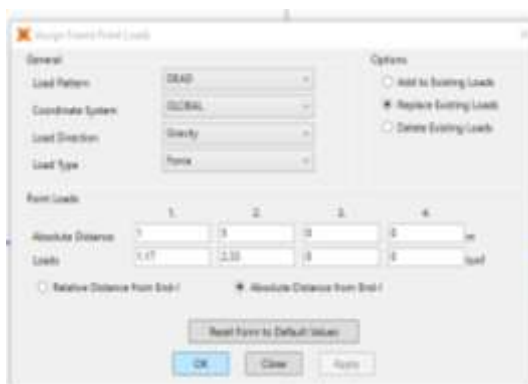 Assign Frame Point Loads
General
Load Pattern DEAD
Coordinate System GLOBAL
Load Direction Gravity
Load Type Force
Options
Add to Existing Loads
Replace Existing Loads
Delete Existing Loads
Point Loads
1. 2. 3. 4.
Absolute Distance 1 0 0 m
Loads 1.17 0 0
Relative Distance from End-I Absolute Distance from End-I
Reset Form to Default Values
OK Close Apply